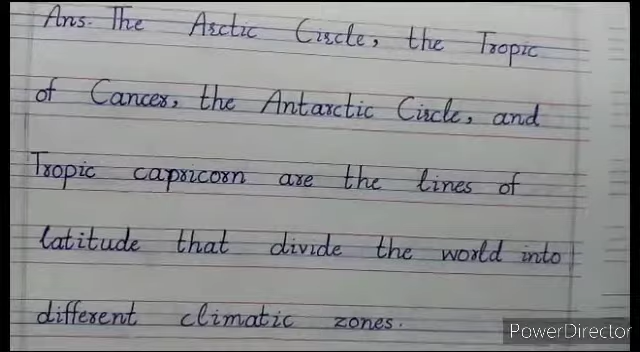 Ans. The Arctic Circle, the Tropic
of Cancer, the Antarctic Circle, and
Tropic capricorn are the lines of
latitude that divide the world into
different climatic zones.
PowerDirector